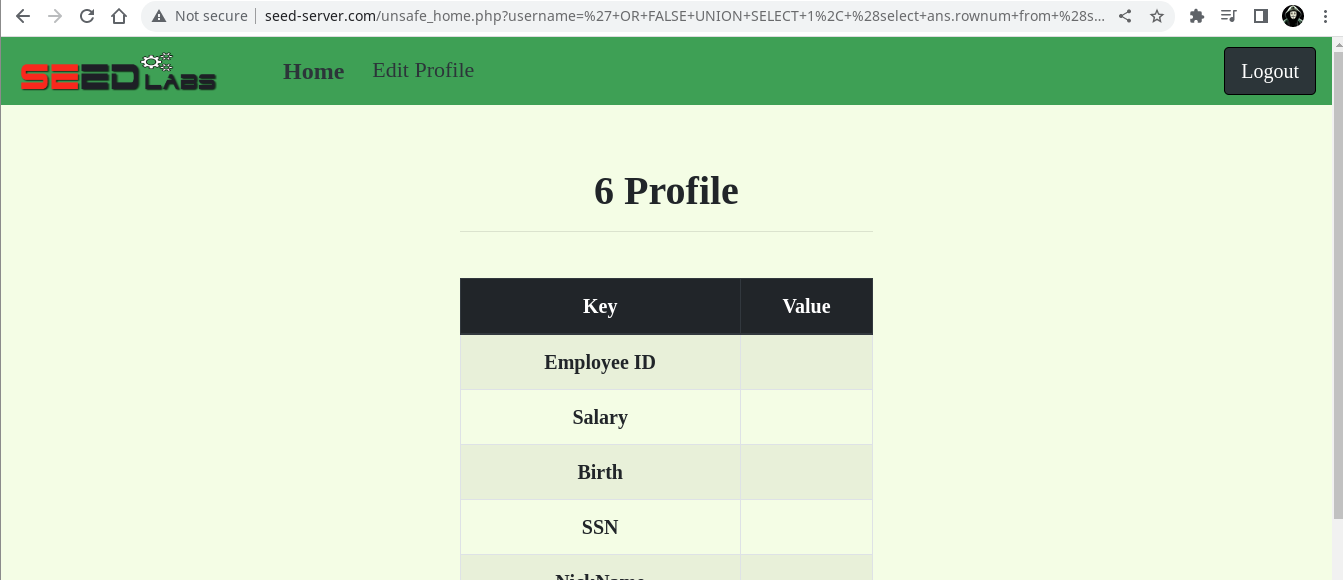 Not secure | seed-server.com/unsafe_home.php?username=%27+OR+FALSE+UNION+SELECT+1%2C+%28select+ans.rownum+from+%28s...
SEED LABS
Home
Edit Profile
Logout
6 Profile
Key Value
Employee ID
Salary
Birth
SSN
NickName